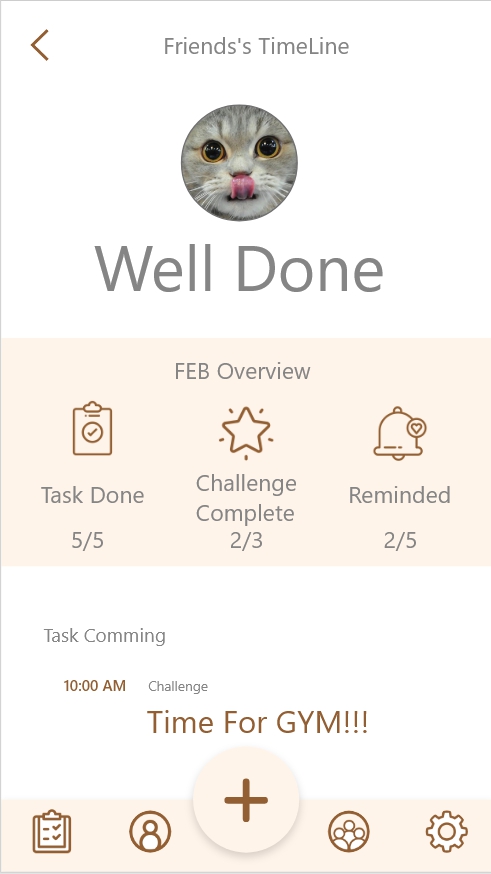 Friends's TimeLine
Well Done
FEB Overview
Task Done
Challenge
Complete
Reminded
5/5
2/3
2/5
Task Comming
10:00 AM Challenge
Time For GYM!!!